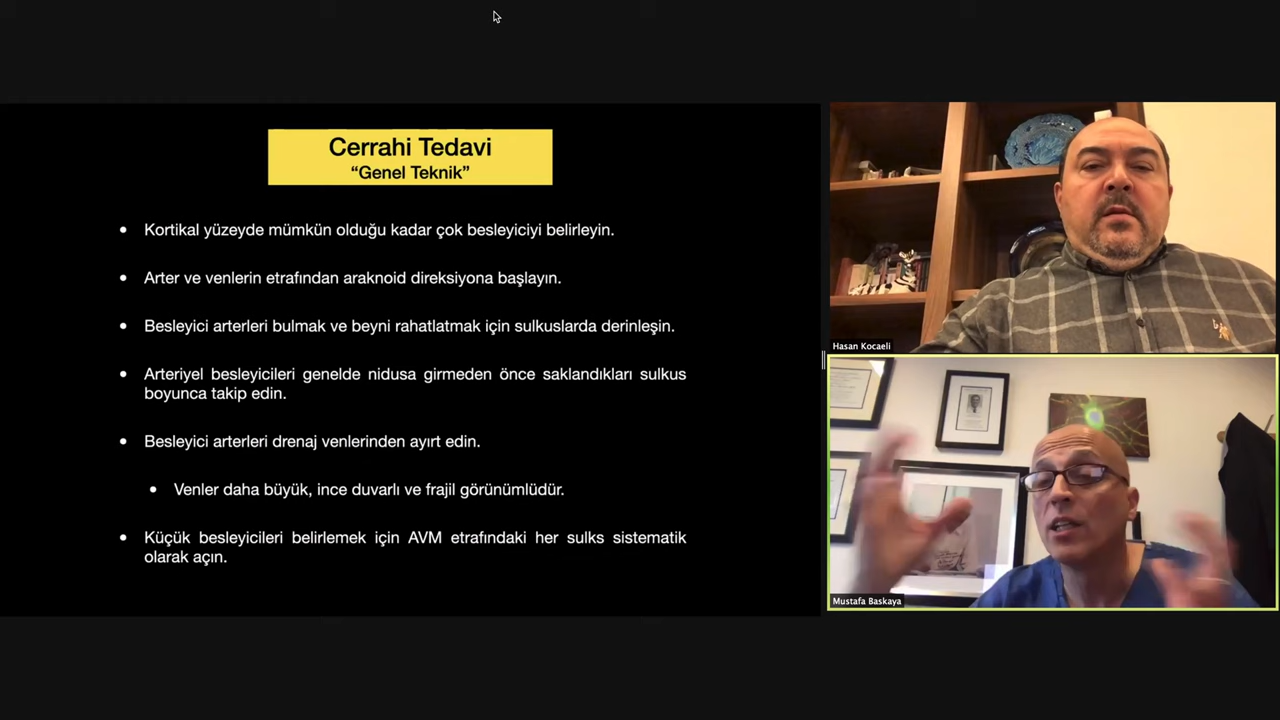 Cerrahi Tedavi
“Genel Teknik”
• Kortikal yüzeyde mümkün olduğu kadar çok besleyiciyi belirleyin.
• Arter ve venlerin etrafından araknoid direksiyona başlayın.
• Besleyici arterleri bulmak ve beyni rahatlatmak için sulkuslarda derinleşin.
• Arteriyel besleyicileri genelde nidusa girmeden önce saklandıkları sulkus
boyunca takip edin.
• Besleyici arterleri drenaj venlerinden ayırt edin.
• Venler daha büyük, ince duvarlı ve frajil görünümlüdür.
• Küçük besleyicileri belirlemek için AVM etrafındaki her sulks sistematik
olarak açın.
Hasan Kocaeli
Mustafa Baskaya